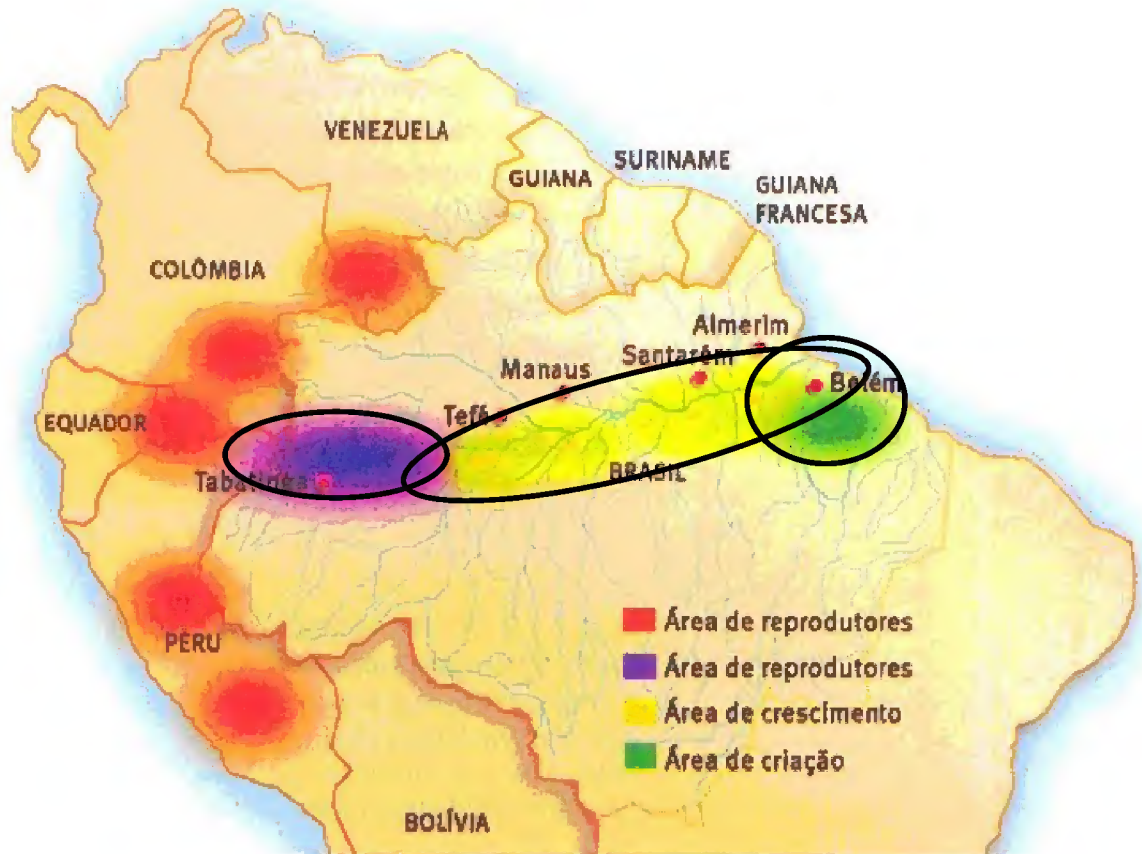 VENEZUELA
SURINAME
GUIANA
GUIANA
FRANCESA
COLÔMBIA
Almerim
Santarém
Manaus
Belém
Tefé
EQUADOR
BRASIL
Tabatinga
Área de reprodutores
PERU
Área de reprodutores
Área de crescimento
Área de criação
BOLÍVIA